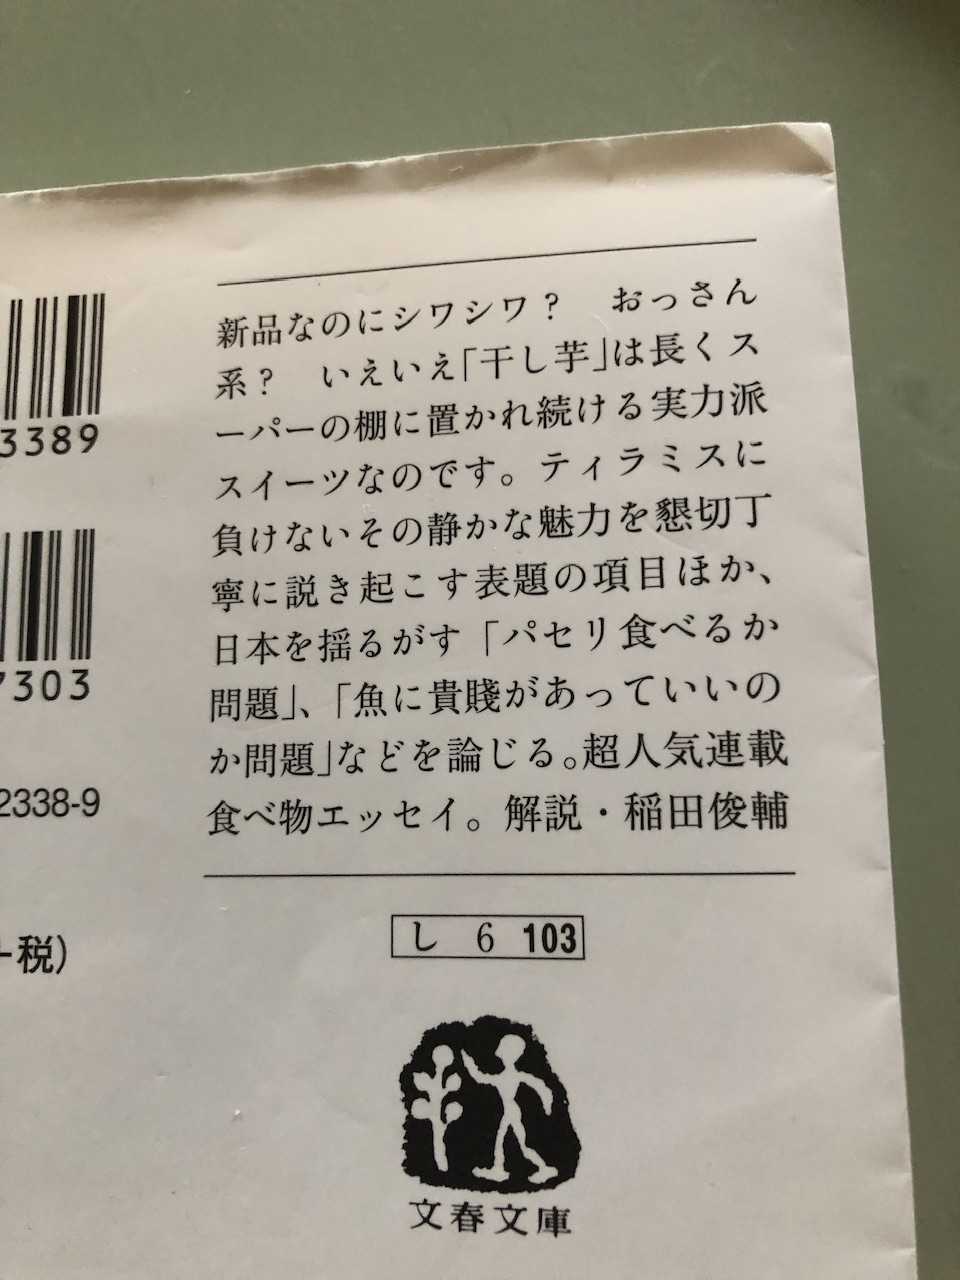 新品なのにシワシワ？　おっさん
系？　いえいえ「干し芋」は長くス
ーパーの棚に置かれ続ける実力派
スイーツなのです。ティラミスに
負けないその静かな魅力を懇切丁
寧に説き起こす表題の項目ほか、
日本を揺るがす「パセリ食べるか
問題」、「魚に貴賤があっていいの
か問題」などを論じる。超人気連載
食べ物エッセイ。解説・稲田俊輔
3389
7303
2338-9
+税)
し 6 103
文春文庫